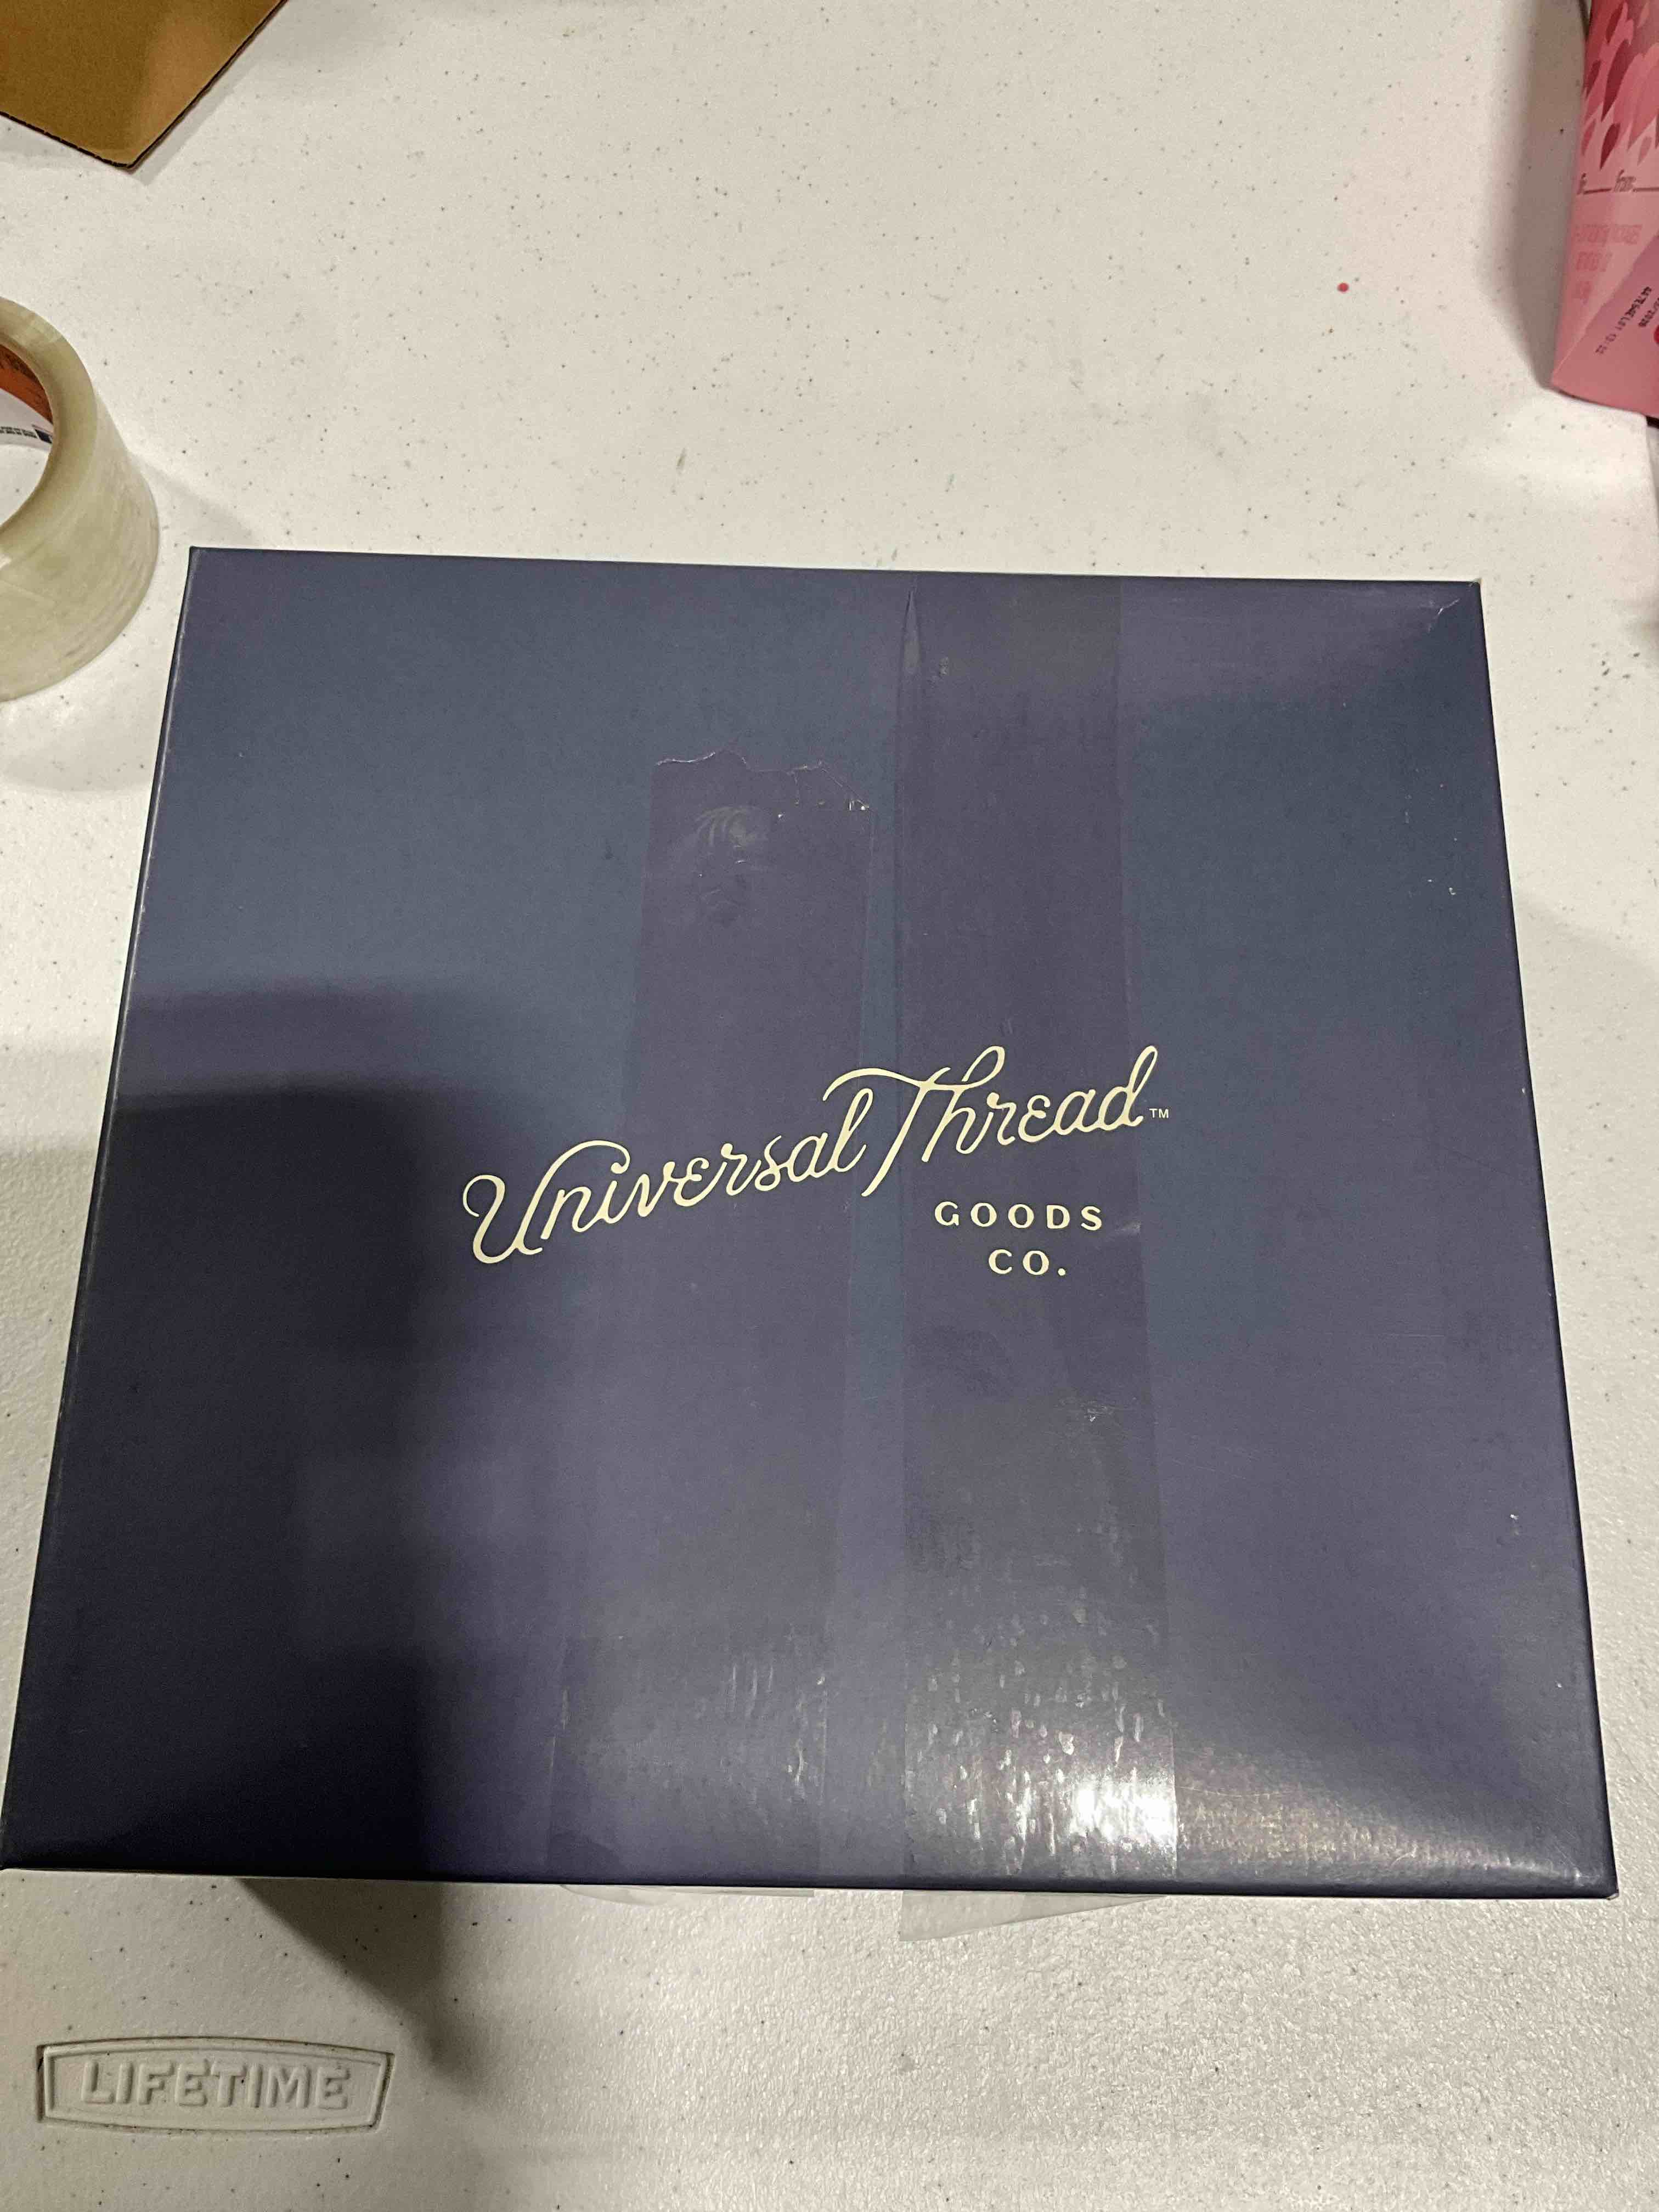 Universal Thread™
GOODS
CO.
LIFETIME